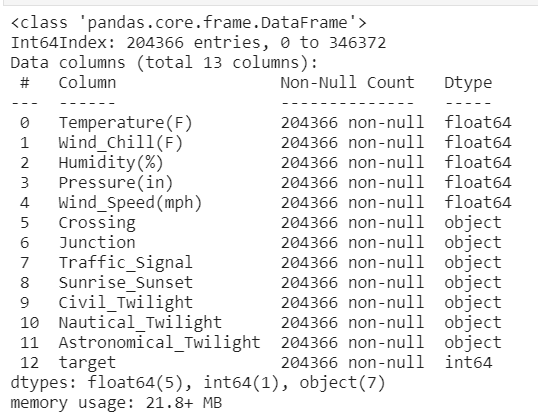 <class 'pandas.core.frame.DataFrame'>
Int64Index: 204366 entries, 0 to 346372
Data columns (total 13 columns):
 #   Column                 Non-Null Count   Dtype
---  ------                 --------------   -----
 0   Temperature(F)         204366 non-null  float64
 1   Wind_Chill(F)          204366 non-null  float64
 2   Humidity(%)            204366 non-null  float64
 3   Pressure(in)           204366 non-null  float64
 4   Wind_Speed(mph)        204366 non-null  float64
 5   Crossing               204366 non-null  object
 6   Junction               204366 non-null  object
 7   Traffic_Signal         204366 non-null  object
 8   Sunrise_Sunset         204366 non-null  object
 9   Civil_Twilight         204366 non-null  object
 10  Nautical_Twilight      204366 non-null  object
 11  Astronomical_Twilight  204366 non-null  object
 12  target                 204366 non-null  int64
dtypes: float64(5), int64(1), object(7)
memory usage: 21.8+ MB